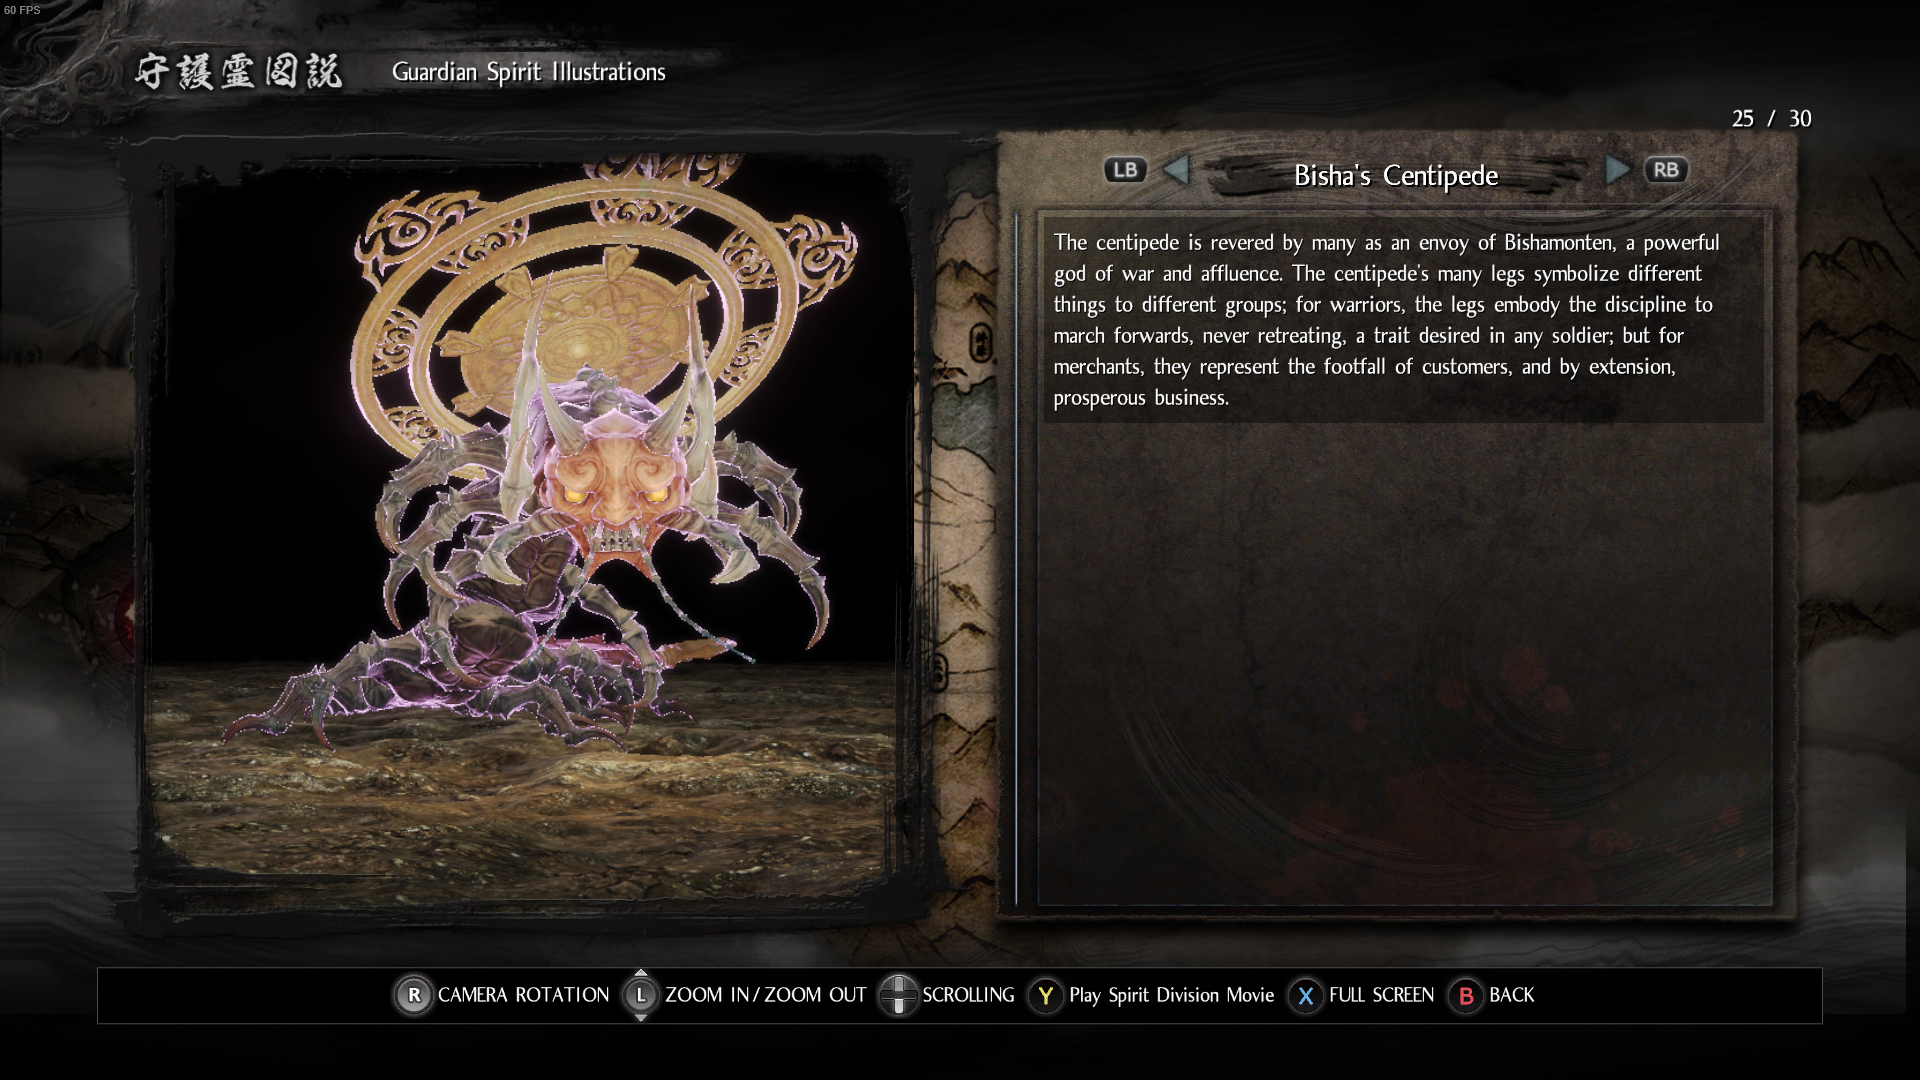 60 FPS
守護霊図説 Guardian Spirit Illustrations
25 / 30
LB Bisha's Centipede RB
The centipede is revered by many as an envoy of Bishamonten, a powerful
god of war and affluence. The centipede's many legs symbolize different
things to different groups; for warriors, the legs embody the discipline to
march forwards, never retreating, a trait desired in any soldier; but for
merchants, they represent the footfall of customers, and by extension,
prosperous business.
R CAMERA ROTATION L ZOOM IN/ZOOM OUT SCROLLING Y Play Spirit Division Movie X FULL SCREEN B BACK